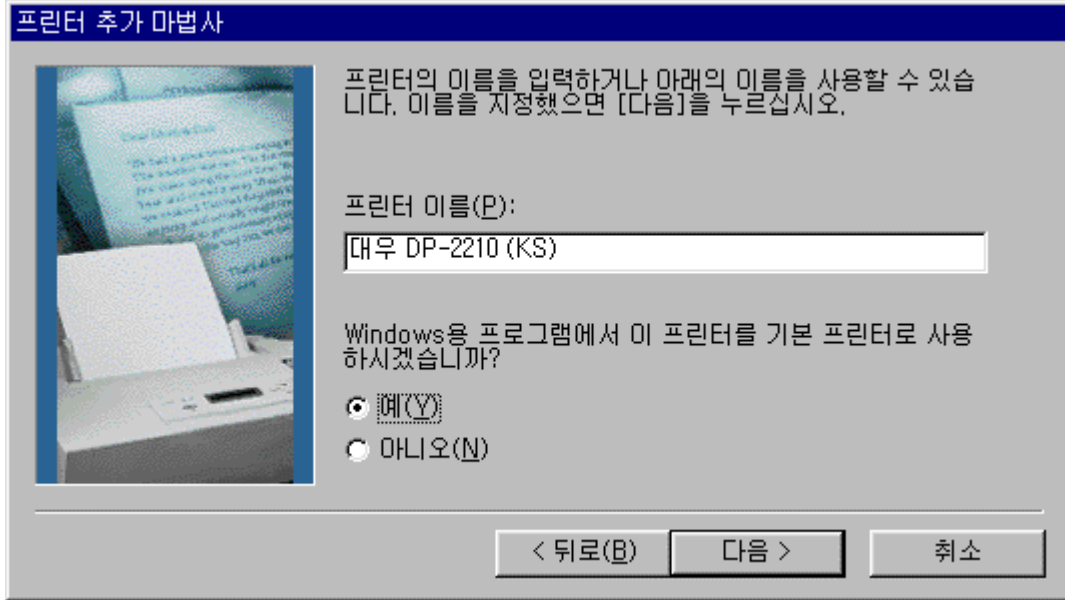 프린터 추가 마법사
프린터의 이름을 입력하거나 아래의 이름을 사용할 수 있습
니다. 이름을 지정했으면 [다음]을 누르십시오.
프린터 이름(P):
대우 DP-2210 (KS)
Windows용 프로그램에서 이 프린터를 기본 프린터로 사용
하시겠습니까?
예(Y)
아니오(N)
< 뒤로(B)
다음 >
취소